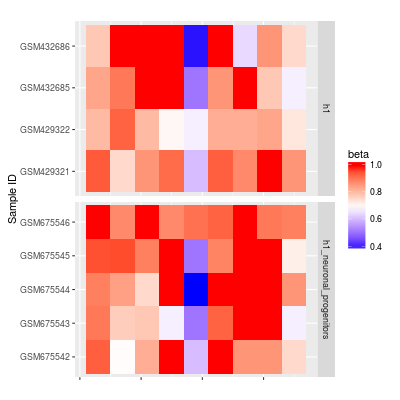 Sample ID
GSM432686
GSM432685
GSM429322
GSM429321
h1
GSM675546
GSM675545
GSM675544
GSM675543
GSM675542
h1_neuronal_progenitors
beta
1.0
0.8
0.6
0.4